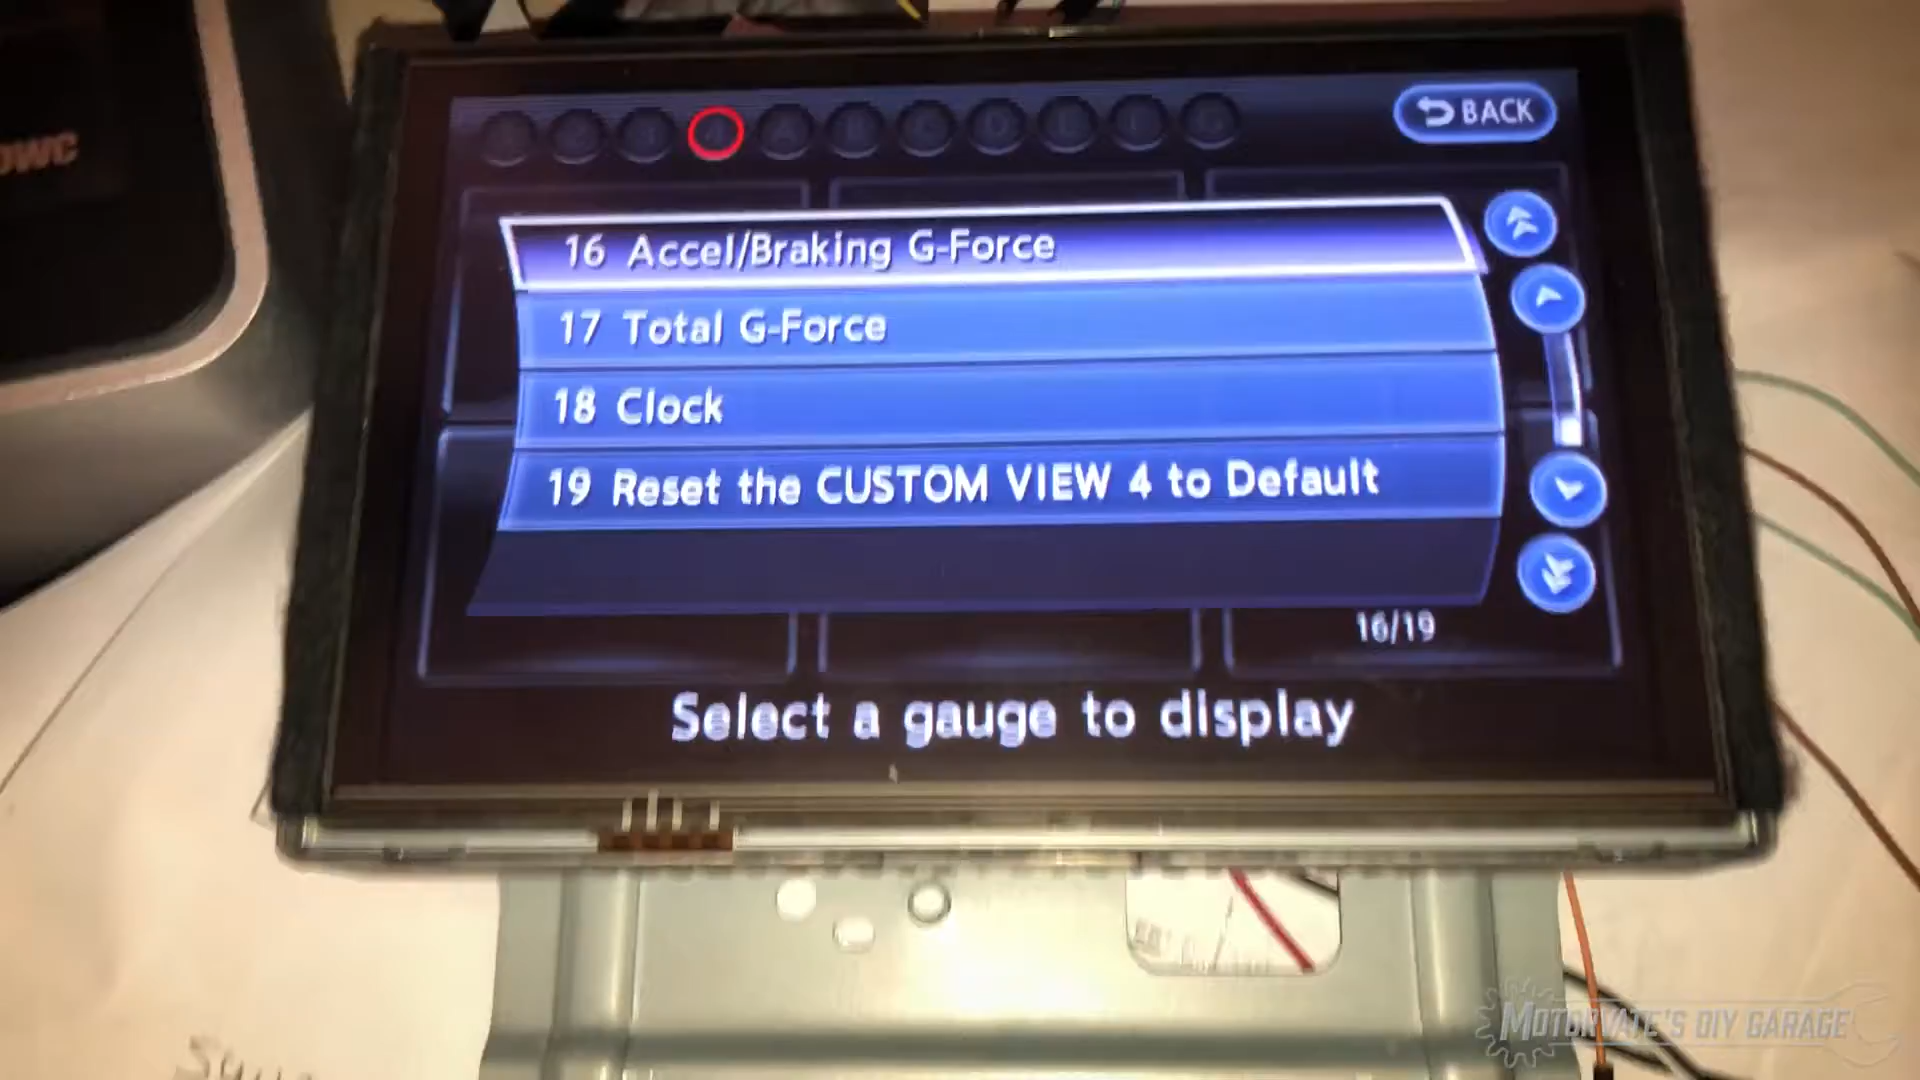 OWC
BACK
16 Accel/Braking G-Force
17 Total G-Force
18 Clock
19 Reset the CUSTOM VIEW 4 to Default
16/19
Select a gauge to display
MOTORVATE'S DIY GARAGE